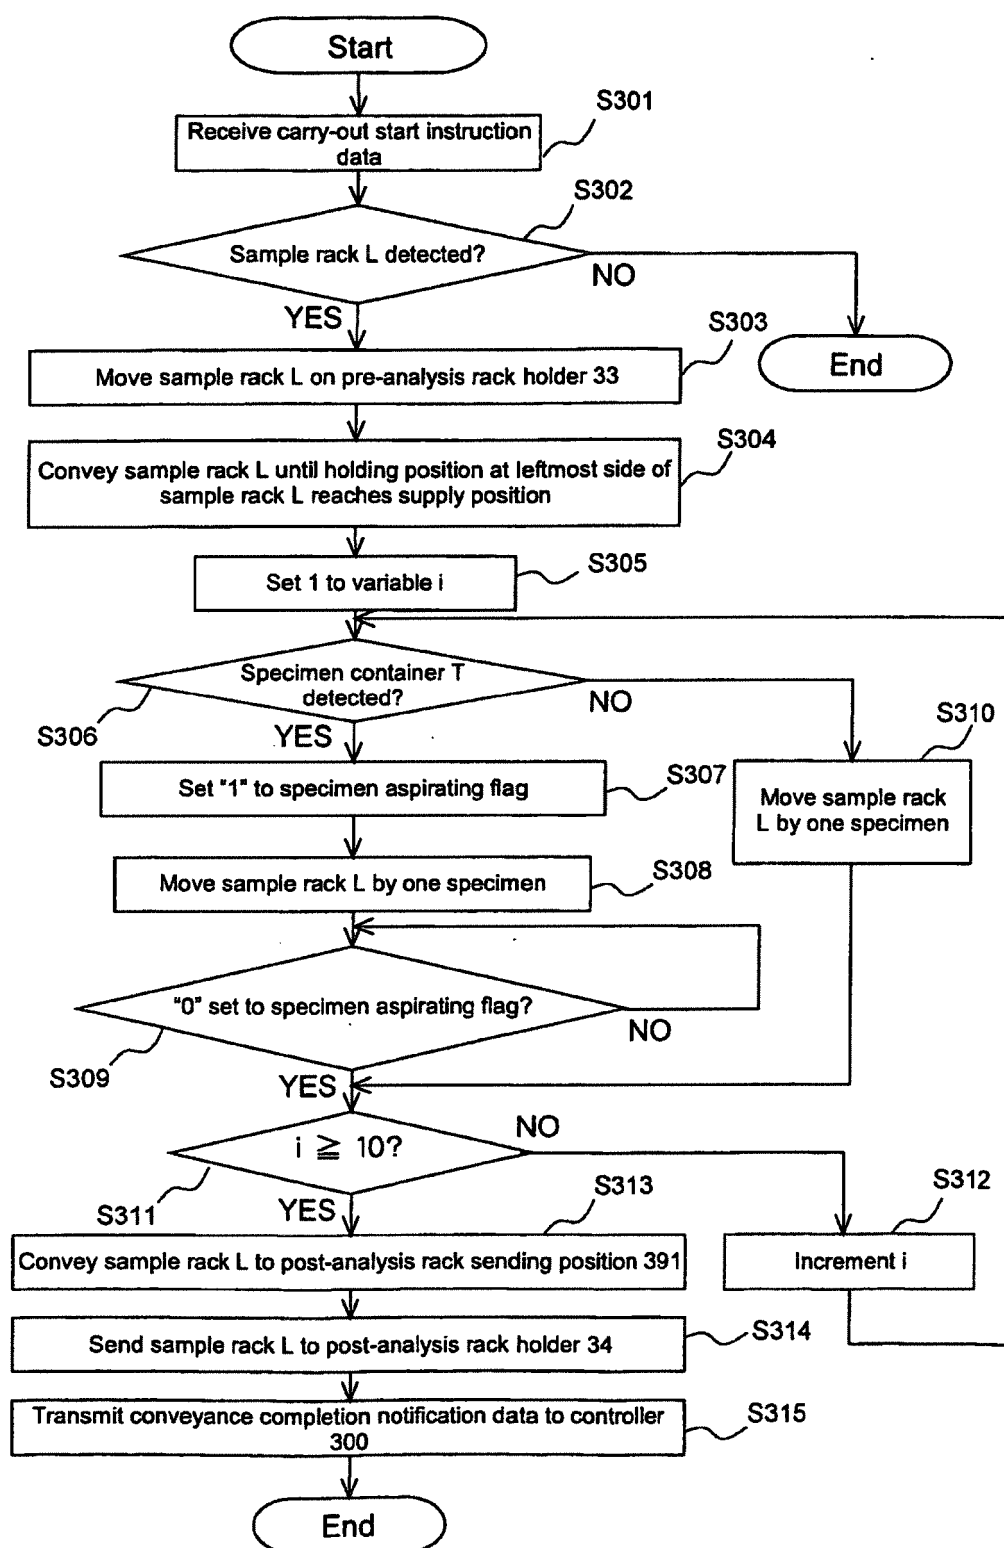 Start
S301
Receive carry-out start instruction
data
S302
Sample rack L detected?
NO
YES
S303
End
Move sample rack L on pre-analysis rack holder 33
S304
Convey sample rack L until holding position at leftmost side of
sample rack L reaches supply position
S305
Set 1 to variable i
Specimen container T
detected?
NO
S306
YES
S310
S307
Set "1" to specimen aspirating flag
Move sample rack
L by one specimen
S308
Move sample rack L by one specimen
"0" set to specimen aspirating flag?
NO
S309
YES
NO
i ≧ 10?
S311
YES
S313
S312
Convey sample rack L to post-analysis rack sending position 391
Increment i
S314
Send sample rack L to post-analysis rack holder 34
S315
Transmit conveyance completion notification data to controller
300
End